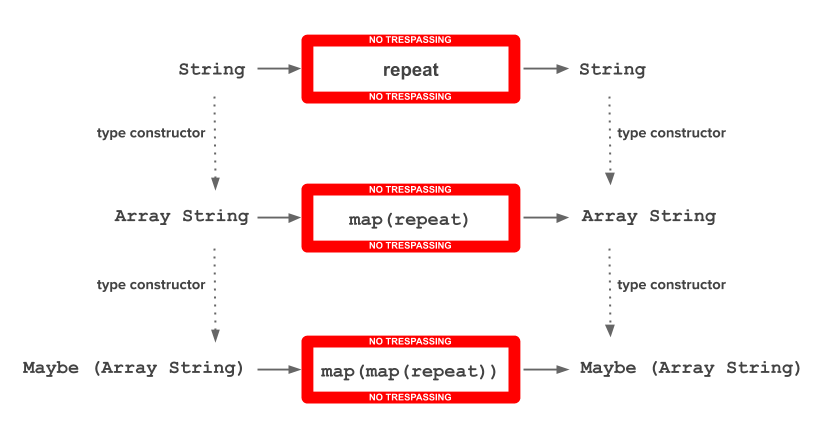 NO TRESPASSING
String repeat String
NO TRESPASSING
type constructor type constructor
NO TRESPASSING
Array String map(repeat) Array String
NO TRESPASSING
type constructor type constructor
NO TRESPASSING
Maybe (Array String) map(map(repeat)) Maybe (Array String)
NO TRESPASSING